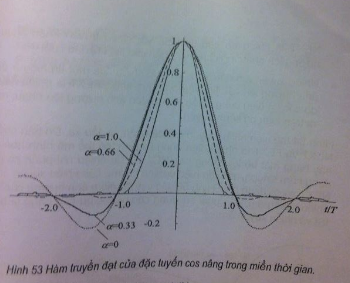 1
0.8
0.6
0.4
0.2
α=1.0
α=0.66
-2.0
-1.0
1.0
2.0
t/T
α=0.33
-0.2
α=0
Hình 53 Hàm truyền đạt của đặc tuyến cos nâng trong miền thời gian.